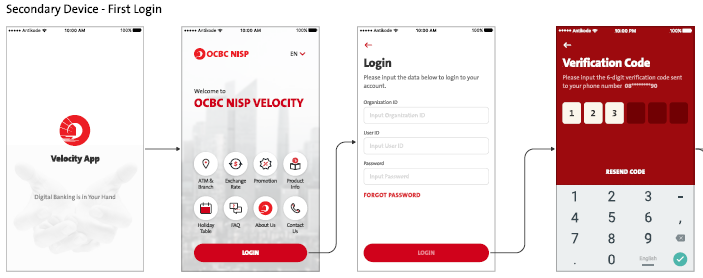 Secondary Device - First Login
Antikode 10:00 AM 100%
Velocity App
Digital Banking is In Your Hand
Antikode 10:00 AM 100%
OCBC NISP EN
Welcome to
OCBC NISP VELOCITY
ATM & Branch
Exchange Rate
Promotion
Product Info
Holiday Table
FAQ
About Us
Contact Us
LOGIN
Antikode 10:00 AM 100%
Login
Please input the data below to login to your
account.
Organization ID
Input Organization ID
User ID
Input User ID
Password
Input Password
FORGOT PASSWORD
LOGIN
Antikode 10:00 PM 100%
Verification Code
Please input the 6-digit verification code sent
to your phone number 08********90
1 2 3
RESEND CODE
1 2 3 -
4 5 6 ,
7 8 9
. 0 English